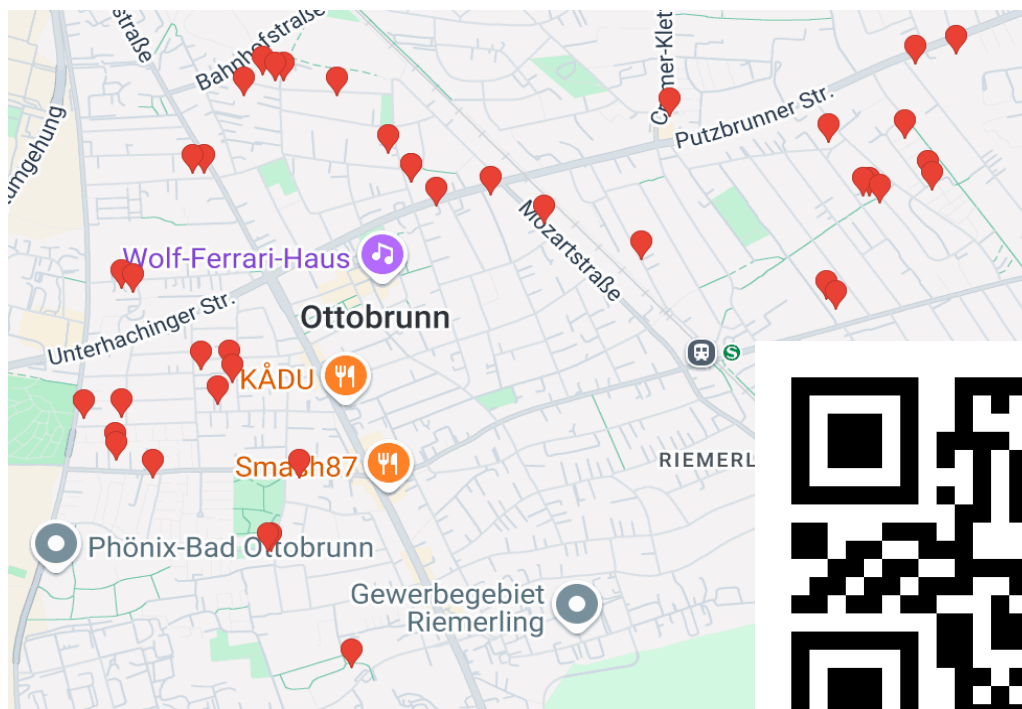 straße
Bahnhofstraße
Cramer-Klett
Putzbrunner Str.
umgehung
Wolf-Ferrari-Haus
Mozartstraße
Unterhachinger Str.
Ottobrunn
S
KÅDU
Smash87
RIEMERL
Phönix-Bad Ottobrunn
Gewerbegebiet
Riemerling